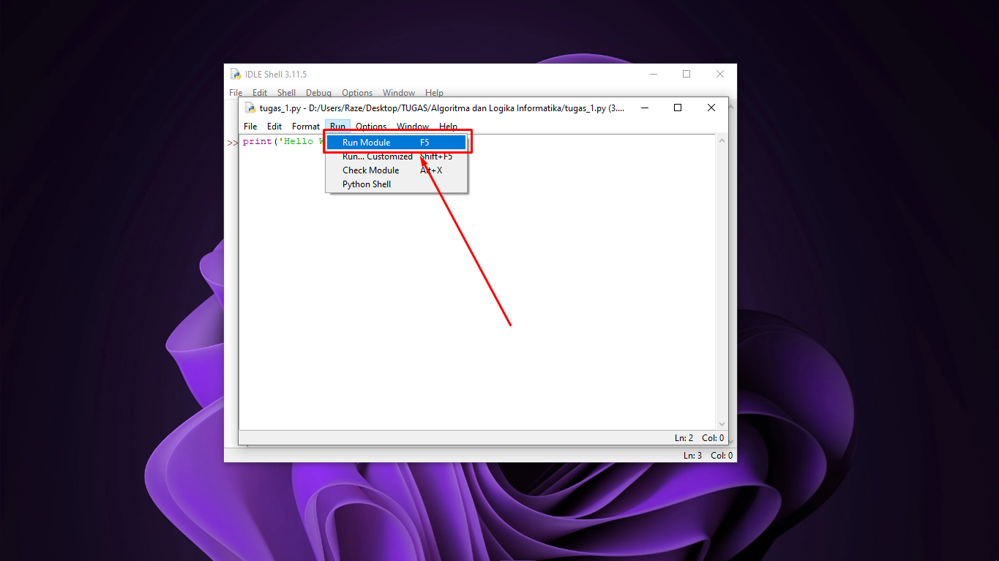 IDLE Shell 3.11.5
File Edit Shell Debug Options Window Help
tugas_1.py - D:/Users/Raze/Desktop/TUGAS/Algoritma dan Logika Informatika/tugas_1.py (3....
File Edit Format Run Options Window Help
>> print('Hello
Run Module F5
Run... Customized Shift+F5
Check Module Alt+X
Python Shell
Ln: 2 Col: 0
Ln: 3 Col: 0